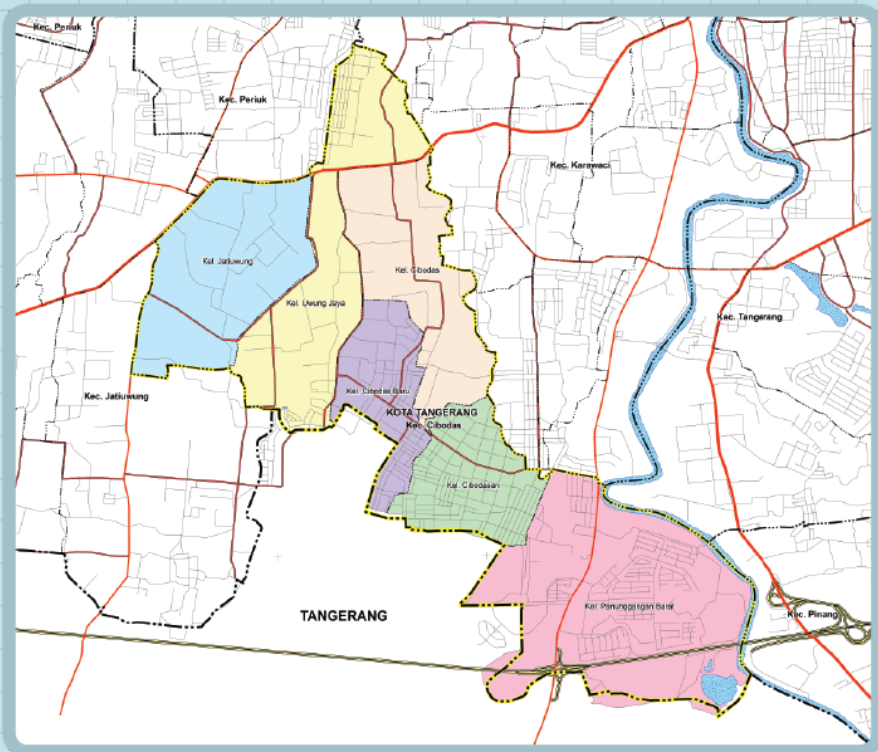 Kec. Periuk
Kec. Periuk
Kec. Karawaci
Kel. Jatiuwung
Kel. Cibodas
Kel. Uwung Jaya
Kec. Tangerang
Kec. Jatiuwung
Kel. Cibodas Baru
KOTA TANGERANG
Kec. Cibodas
Kel. Cibodasan
Kel. Panunggangan Barat
TANGERANG
Kec. Pinang